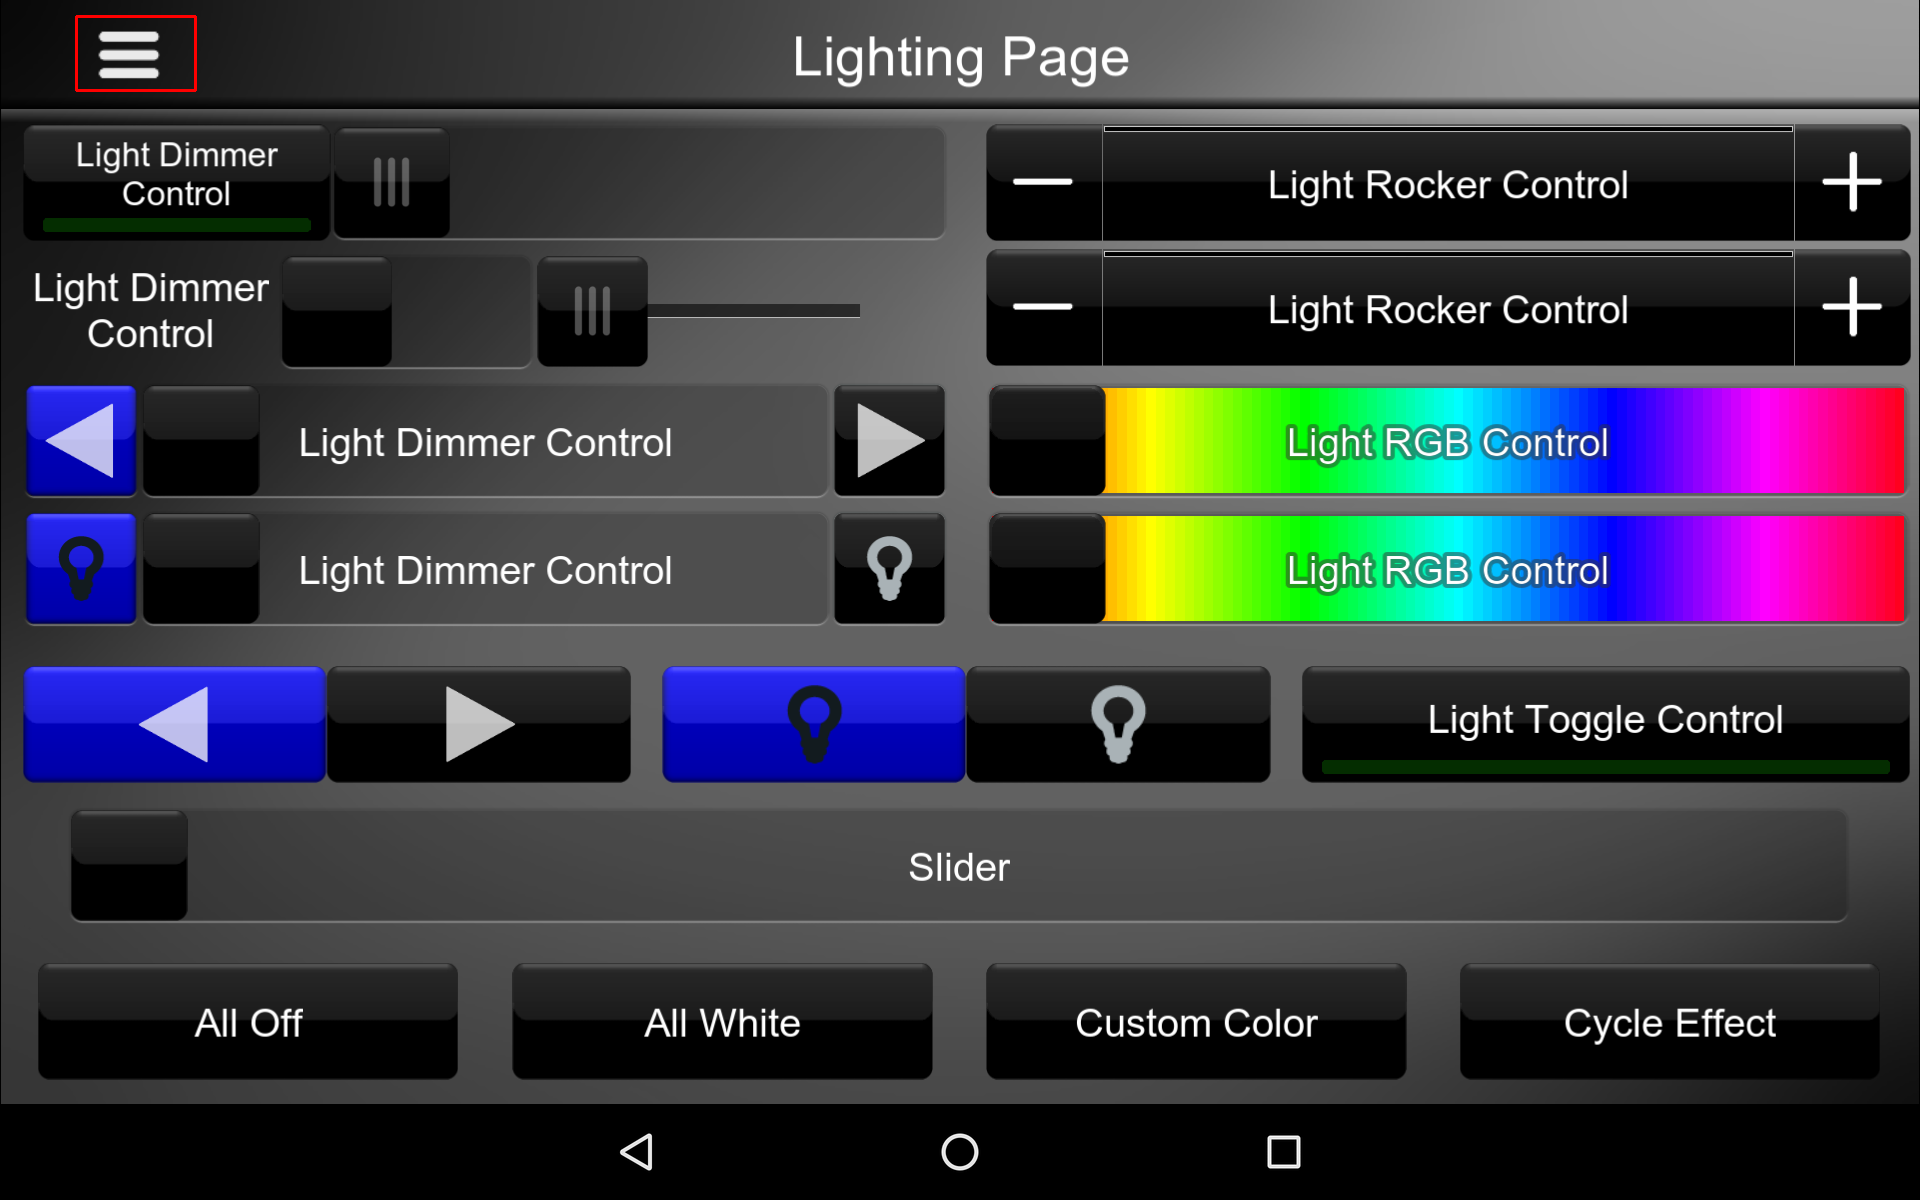 Lighting Page
Light Dimmer
Control
Light Rocker Control
Light Dimmer
Control
Light Rocker Control
Light Dimmer Control
Light RGB Control
Light Dimmer Control
Light RGB Control
Light Toggle Control
Slider
All Off
All White
Custom Color
Cycle Effect